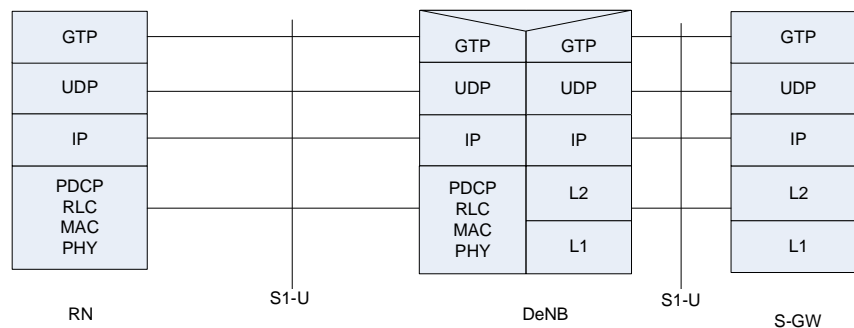 GTP
UDP
IP
PDCP
RLC
MAC
PHY
RN
S1-U
GTP
GTP
UDP
UDP
IP
IP
PDCP
RLC
MAC
PHY
L2
L1
DeNB
S1-U
GTP
UDP
IP
L2
L1
S-GW